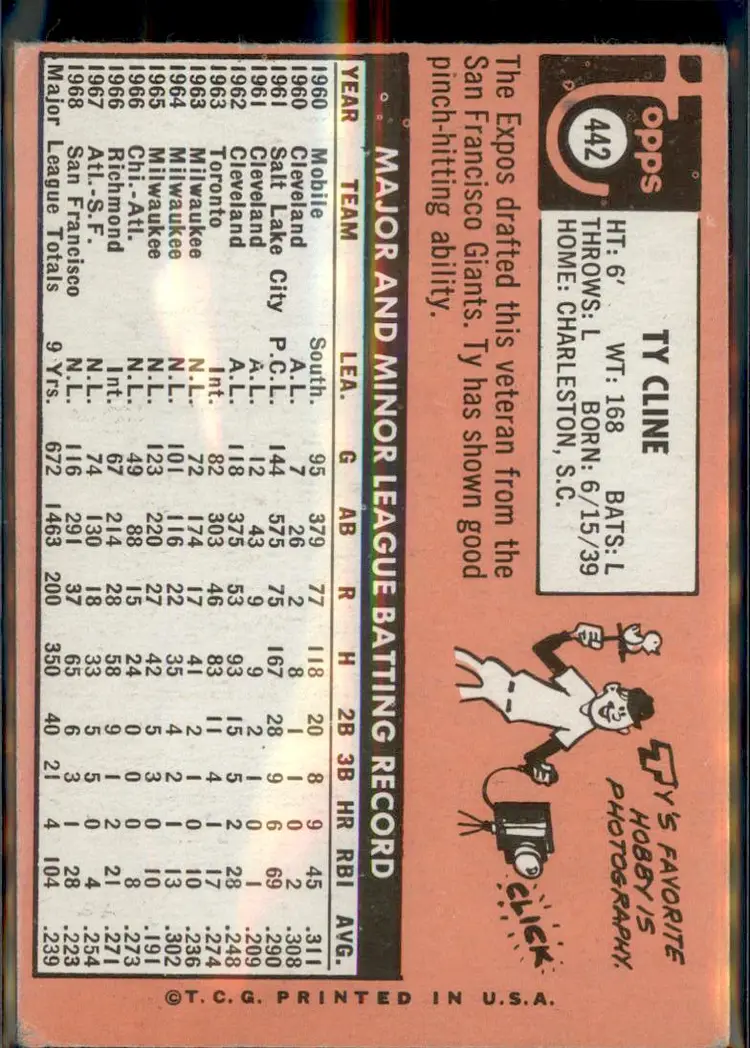 Topps
442
TY CLINE
HT: 6' WT: 168 BATS: L
THROWS: L BORN: 6/15/39
HOME: CHARLESTON, S.C.
The Expos drafted this veteran from the
San Francisco Giants. Ty has shown good
pinch-hitting ability.
TY'S FAVORITE
HOBBY IS
PHOTOGRAPHY.
CLICK
MAJOR AND MINOR LEAGUE BATTING RECORD
YEAR TEAM LEA. G AB R H 2B 3B HR RBI AVG.
1960 Mobile South. 95 379 77 118 20 8 9 45 .311
1960 Cleveland A.L. 7 26 2 8 1 1 0 2 .308
1961 Salt Lake City P.C.L. 144 575 75 167 28 9 6 69 .290
1961 Cleveland A.L. 12 43 9 9 2 1 0 1 .209
1962 Cleveland A.L. 118 375 53 93 15 5 2 28 .248
1963 Toronto Int. 82 303 46 83 11 4 1 17 .274
1963 Milwaukee N.L. 72 174 17 41 2 1 0 10 .236
1964 Milwaukee N.L. 101 116 22 35 4 2 1 13 .302
1965 Milwaukee N.L. 123 220 27 42 5 3 0 10 .191
1966 Chi.-Atl. N.L. 49 88 15 24 0 0 0 8 .273
1966 Richmond Int. 67 214 28 58 9 1 2 21 .271
1967 Atl.-S.F. N.L. 74 130 18 33 5 5 0 4 .254
1968 San Francisco N.L. 116 291 37 65 6 3 1 28 .223
Major League Totals 9 Yrs. 672 1463 200 350 40 21 4 104 .239
©T.C.G. PRINTED IN U.S.A.